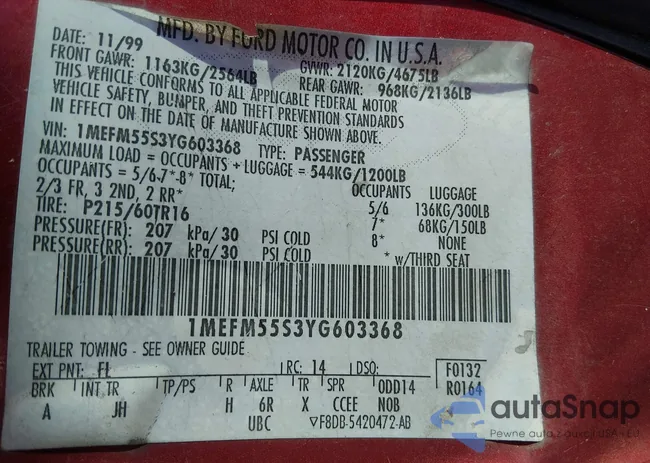 MFD. BY FORD MOTOR CO. IN U.S.A.
DATE: 11/99 GVWR: 2120KG/4675LB
FRONT GAWR: 1163KG/2564LB REAR GAWR: 968KG/2136LB
THIS VEHICLE CONFORMS TO ALL APPLICABLE FEDERAL MOTOR
VEHICLE SAFETY, BUMPER, AND THEFT PREVENTION STANDARDS
IN EFFECT ON THE DATE OF MANUFACTURE SHOWN ABOVE.
VIN: 1MEFM55S3YG603368 TYPE: PASSENGER
MAXIMUM LOAD = OCCUPANTS + LUGGAGE = 544KG/1200LB
OCCUPANTS = 5/6-7*-8* TOTAL; OCCUPANTS LUGGAGE
2/3 FR, 3 2ND, 2 RR* 5/6 136KG/300LB
TIRE: P215/60TR16 7* 68KG/150LB
PRESSURE(FR): 207 kPa/30 PSI COLD 8* NONE
PRESSURE(RR): 207 kPa/30 PSI COLD * w/THIRD SEAT
1MEFM55S3YG603368
TRAILER TOWING - SEE OWNER GUIDE
EXT PNT: FL RC: 14 DSO: F0132
BRK INT TR TP/PS R AXLE TR SPR ODD14 R0164
A JH H 6R X CCEE NOB
UBC ▽F8DB-5420472-AB
autoSnap
Pewne auta z aukcji USA i EU